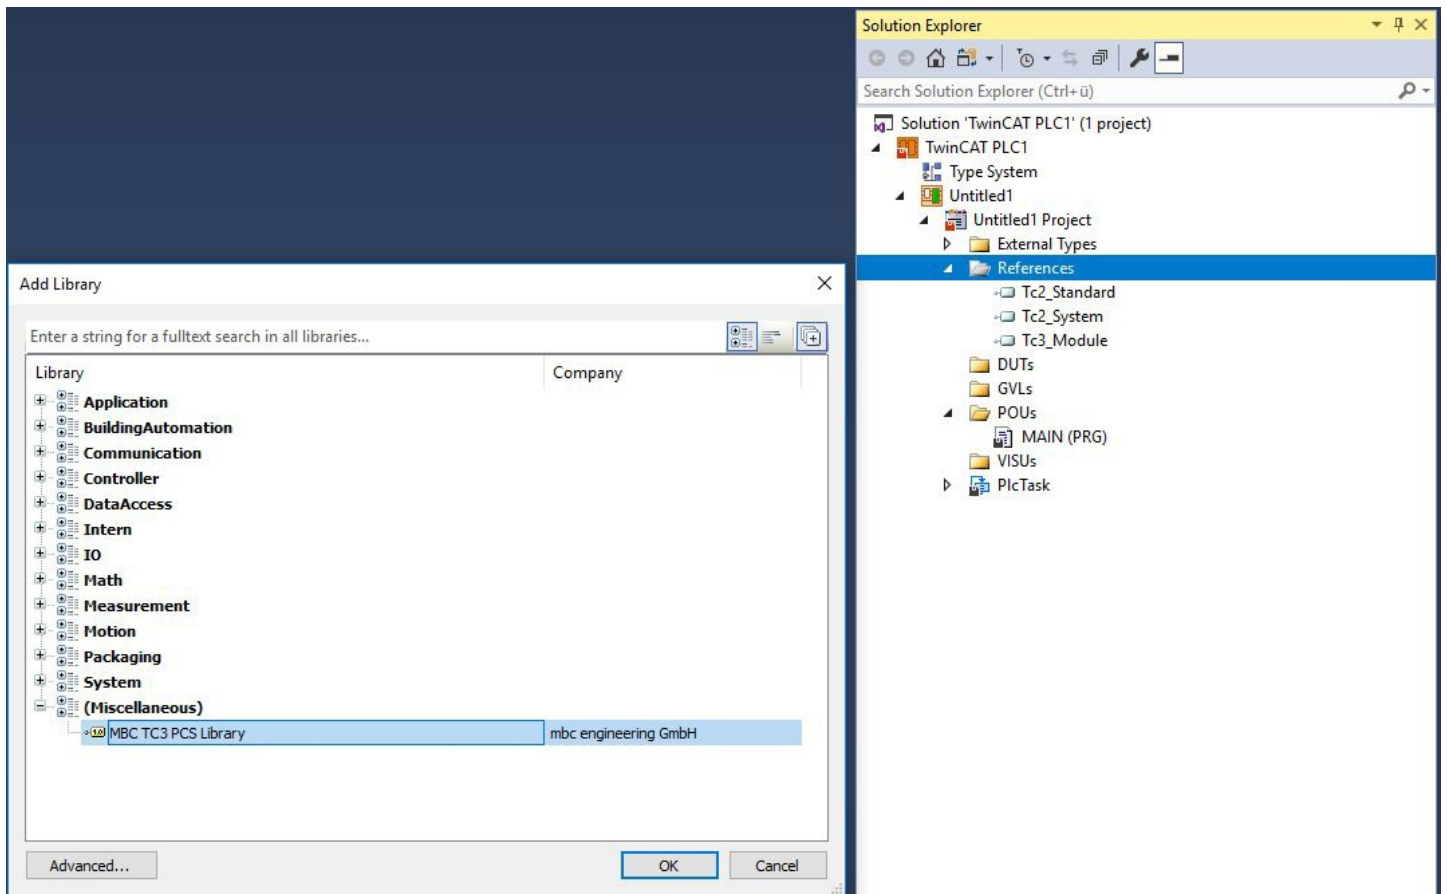 Solution Explorer
Search Solution Explorer (Ctrl+ü)
Solution 'TwinCAT PLC1' (1 project)
TwinCAT PLC1
Type System
Untitled1
Untitled1 Project
External Types
References
Tc2_Standard
Tc2_System
Tc3_Module
DUTs
GVLs
POUs
MAIN (PRG)
VISUs
PlcTask
Add Library
Enter a string for a fulltext search in all libraries...
Library Company
Application
BuildingAutomation
Communication
Controller
DataAccess
Intern
IO
Math
Measurement
Motion
Packaging
System
(Miscellaneous)
1.0 MBC TC3 PCS Library mbc engineering GmbH
Advanced... OK Cancel